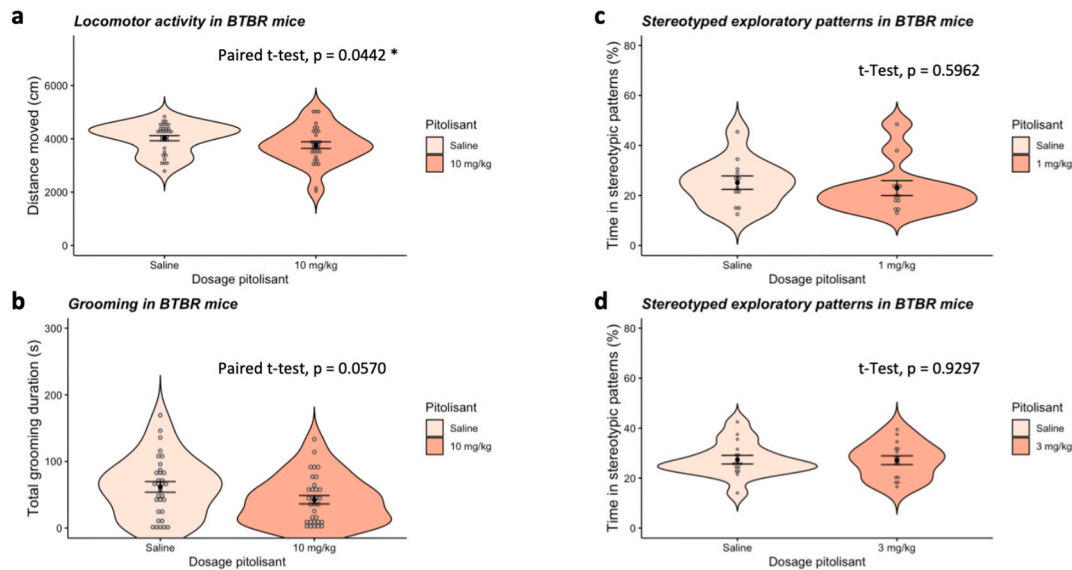 a
Locomotor activity in BTBR mice
Paired t-test, p = 0.0442 *
Distance moved (cm)
6000
4000
2000
0
Saline
10 mg/kg
Dosage pitolisant
Pitolisant
Saline
10 mg/kg
b
Grooming in BTBR mice
Paired t-test, p = 0.0570
Total grooming duration (s)
300
200
100
0
Saline
10 mg/kg
Dosage pitolisant
Pitolisant
Saline
10 mg/kg
c
Stereotyped exploratory patterns in BTBR mice
t-Test, p = 0.5962
Time in stereotypic patterns (%)
80
60
40
20
0
Saline
1 mg/kg
Dosage pitolisant
Pitolisant
Saline
1 mg/kg
d
Stereotyped exploratory patterns in BTBR mice
t-Test, p = 0.9297
Time in stereotypic patterns (%)
80
60
40
20
0
Saline
3 mg/kg
Dosage pitolisant
Pitolisant
Saline
3 mg/kg